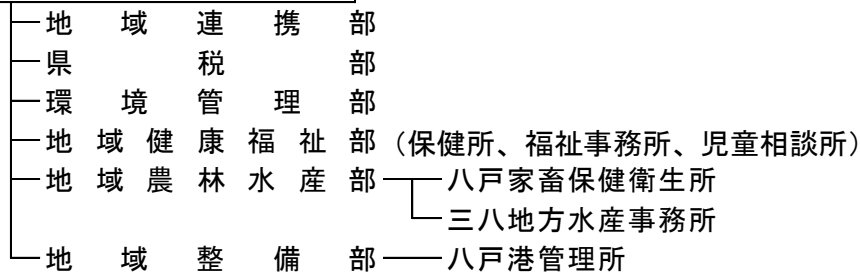 地域連携部
県税部
環境管理部
地域健康福祉部（保健所、福祉事務所、児童相談所）
地域農林水産部 八戸家畜保健衛生所
三八地方水産事務所
地域整備部 八戸港管理所